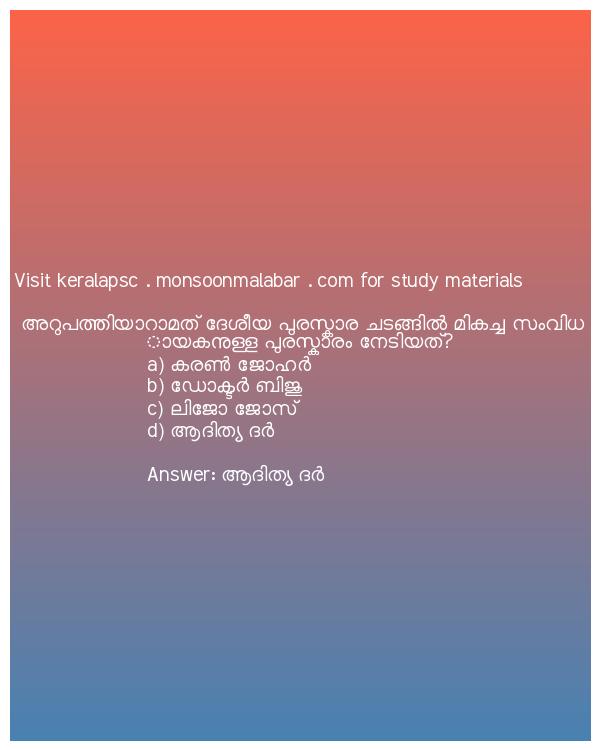 Visit keralapsc . monsoonmalabar . com for study materials
അറുപത്തിയാറാമത് ദേശീയ പുരസ്കാര ചടങ്ങിൽ മികച്ച സംവിധ
ായകനുള്ള പുരസ്കാരം നേടിയത്?
a) കരൺ ജോഹർ
b) ഡോക്ടർ ബിജു
c) ലിജോ ജോസ്
d) ആദിത്യ ദർ
Answer: ആദിത്യ ദർ